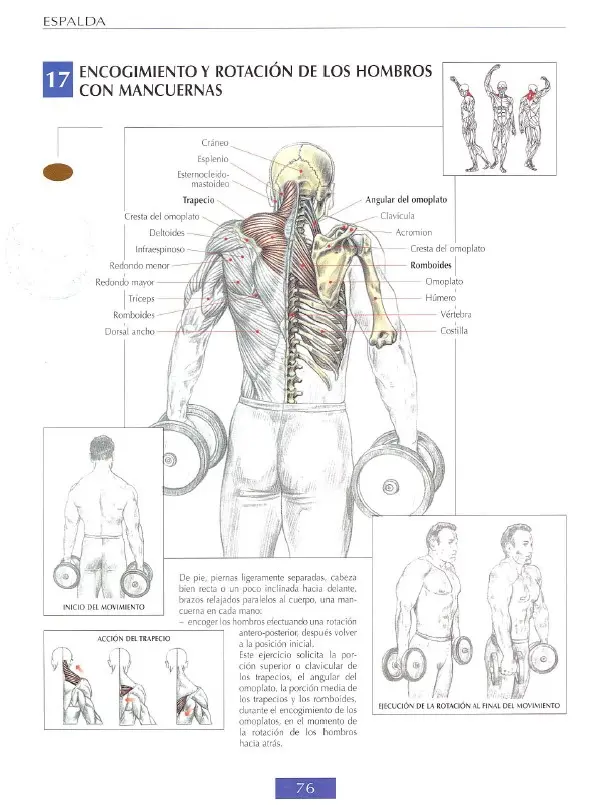 ESPALDA
17
ENCOGIMIENTO Y ROTACIÓN DE LOS HOMBROS
CON MANCUERNAS
Cráneo
Esplenio
Esternocleido-
mastoideo
Trapecio
Cresta del omoplato
Deltoides
Infraespinoso
Redondo menor
Redondo mayor
Triceps
Romboides
Dorsal ancho
Angular del omoplato
Clavícula
Acromion
Cresta del omoplato
Romboides
Omoplato
Húmero
Vértebra
Costilla
INICIO DEL MOVIMIENTO
De pie, piernas ligeramente separadas, cabeza
bien recta o un poco inclinada hacia delante,
brazos relajados paralelos al cuerpo, una man-
cuerna en cada mano:
– encoger los hombros efectuando una rotación
antero-posterior, después volver
a la posición inicial.
Este ejercicio solicita la por-
ción superior o clavicular de
los trapecios, el angular del
omoplato, la porción media de
los trapecios y los romboides,
durante el encogimiento de los
omoplatos, en el momento de
la rotación de los hombros
hacia atrás.
ACCIÓN DEL TRAPECIO
EJECUCIÓN DE LA ROTACIÓN AL FINAL DEL MOVIMIENTO
76